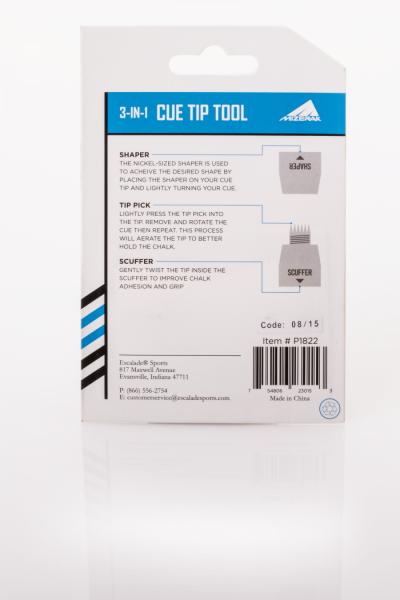 3-IN-1 CUE TIP TOOL
MIZERAK
SHAPER
THE NICKEL-SIZED SHAPER IS USED
TO ACHEIVE THE DESIRED SHAPE BY
PLACING THE SHAPER ON YOUR CUE
TIP AND LIGHTLY TURNING YOUR CUE.
SHAPER
TIP PICK
LIGHTLY PRESS THE TIP PICK INTO
THE TIP. REMOVE AND ROTATE THE
CUE THEN REPEAT. THIS PROCESS
WILL AERATE THE TIP TO BETTER
HOLD THE CHALK.
SCUFFER
GENTLY TWIST THE TIP INSIDE THE
SCUFFER TO IMPROVE CHALK
ADHESION AND GRIP
SCUFFER
Code: 08/15
Item # P1822
Escalade® Sports
817 Maxwell Avenue
Evansville, Indiana 47711
P: (866) 556-2754
E: customerservice@escaladesports.com
7 54806 23015 3
Made in China